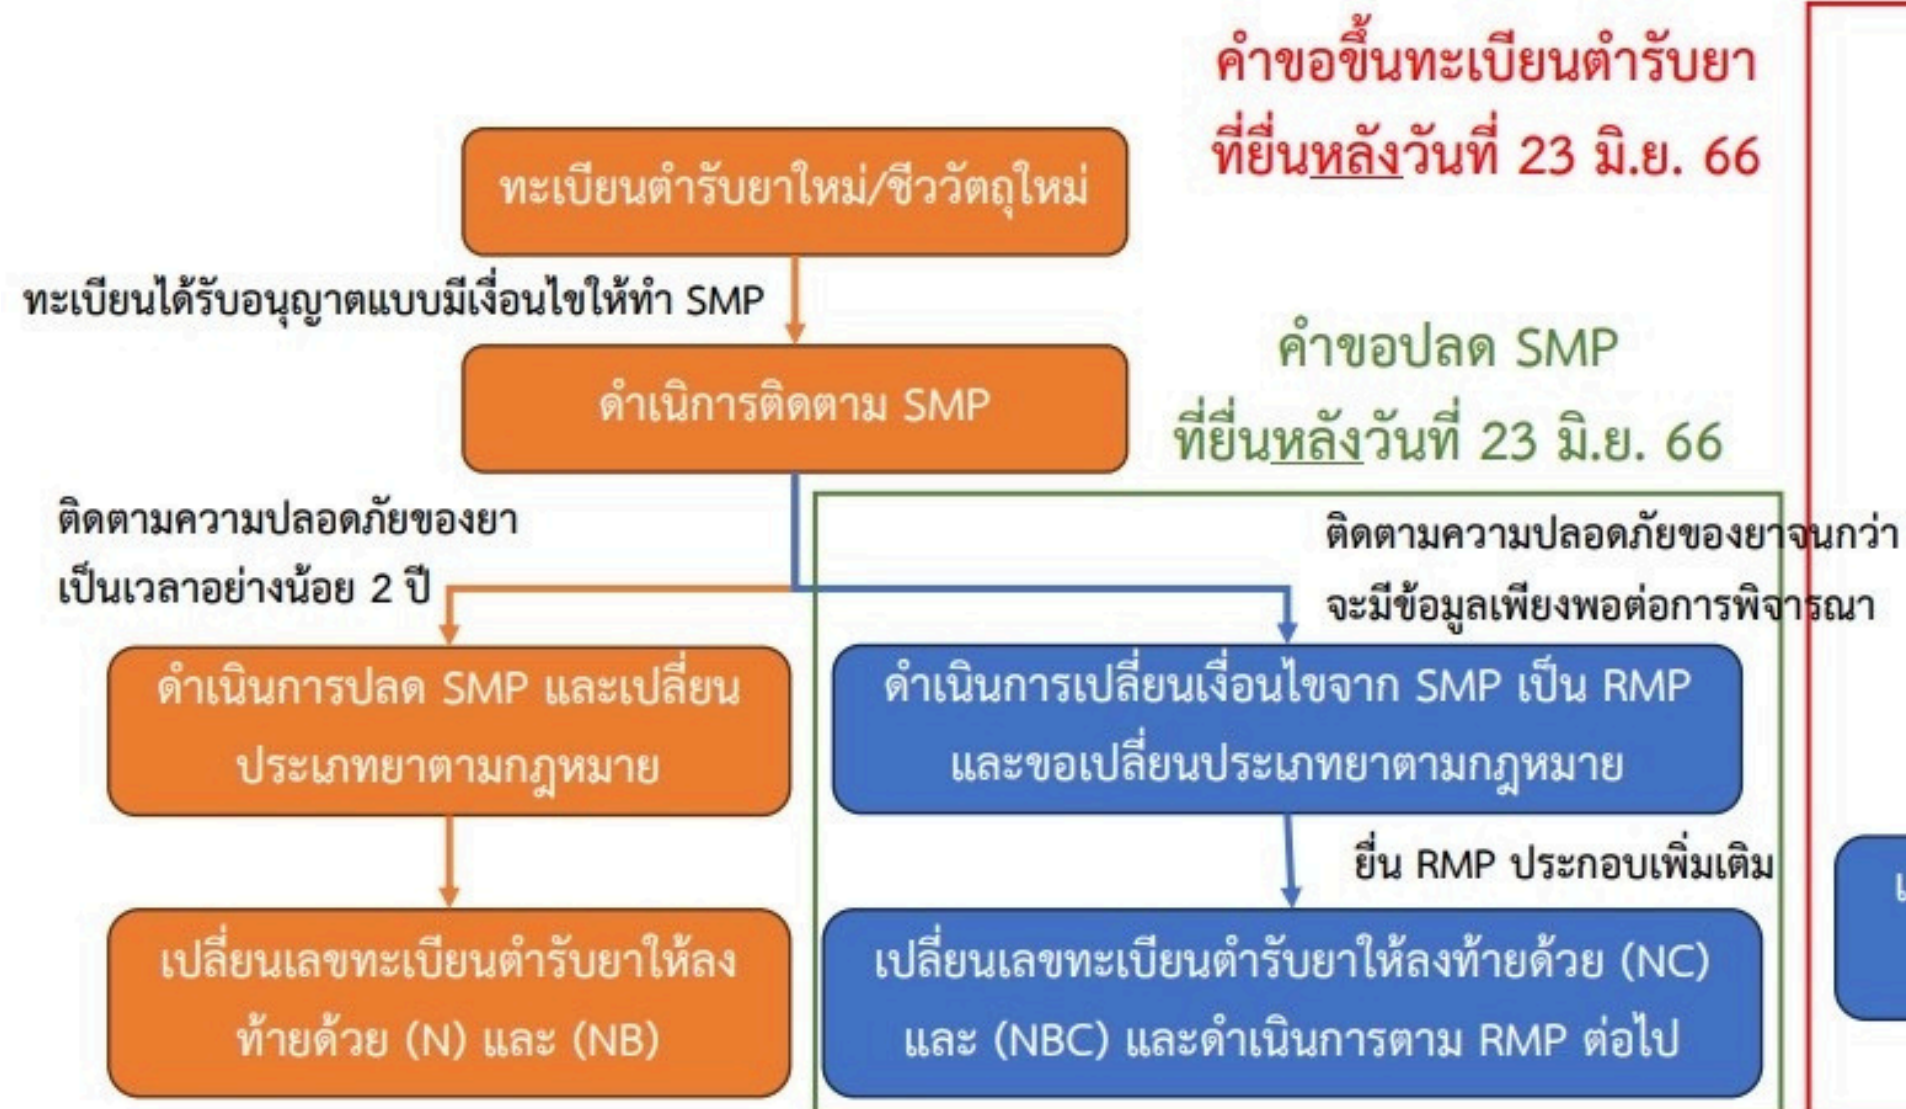 คำขอขึ้นทะเบียนตำรับยา
ที่ยื่นหลังวันที่ 23 มิ.ย. 66
ทะเบียนตำรับยาใหม่/ชีววัตถุใหม่
ทะเบียนได้รับอนุญาตแบบมีเงื่อนไขให้ทำ SMP
ดำเนิการติดตาม SMP
คำขอปลด SMP
ที่ยื่นหลังวันที่ 23 มิ.ย. 66
ติดตามความปลอดภัยของยา
เป็นเวลาอย่างน้อย 2 ปี
ติดตามความปลอดภัยของยาจนกว่า
จะมีข้อมูลเพียงพอต่อการพิจารณา
ดำเนินการปลด SMP และเปลี่ยน
ประเภทยาตามกฎหมาย
ดำเนินการเปลี่ยนเงื่อนไขจาก SMP เป็น RMP
และขอเปลี่ยนประเภทยาตามกฎหมาย
ยื่น RMP ประกอบเพิ่มเติม
เปลี่ยนเลขทะเบียนตำรับยาให้ลง
ท้ายด้วย (N) และ (NB)
เปลี่ยนเลขทะเบียนตำรับยาให้ลงท้ายด้วย (NC)
และ (NBC) และดำเนินการตาม RMP ต่อไป